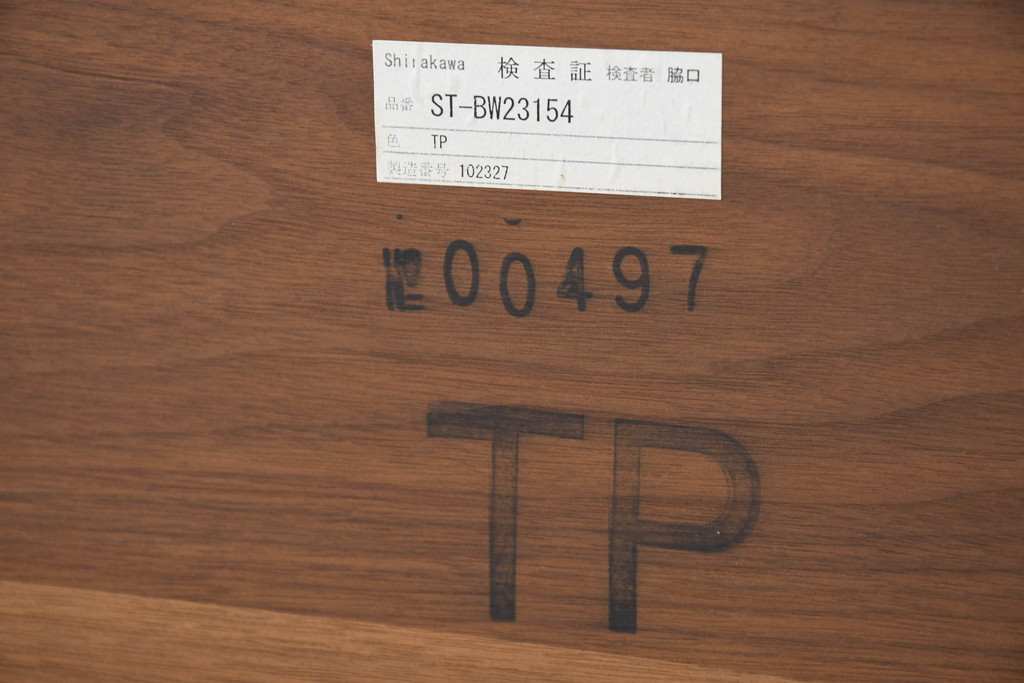 Shirakawa 検査証 検査者 脇口
品番 ST-BW23154
色 TP
製造番号 102327
№ 00497
TP